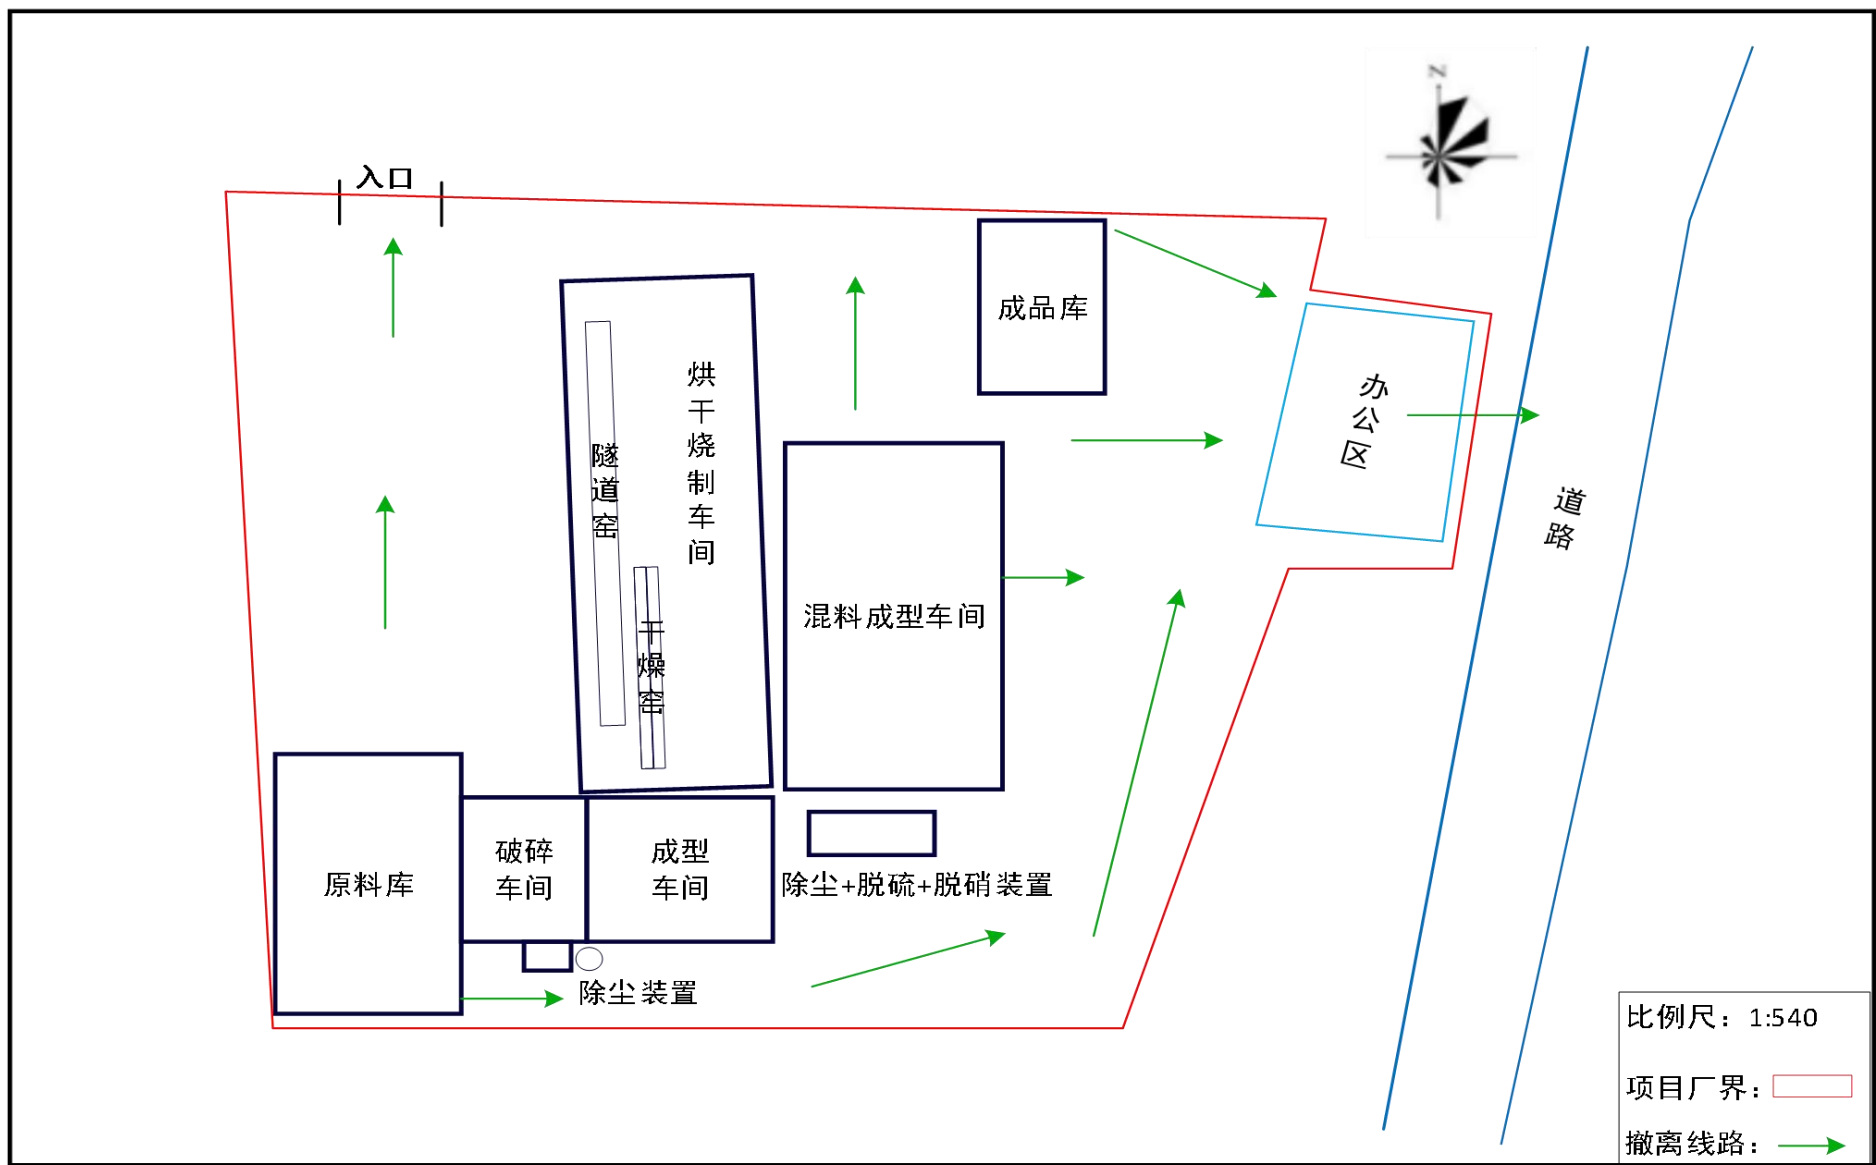 Z
入口
成品库
烘干烧制车间
隧道窑
干燥窑
办公区
道路
混料成型车间
原料库
破碎
车间
成型
车间
除尘+脱硫+脱硝装置
除尘装置
比例尺：1:540
项目厂界：
撤离线路：